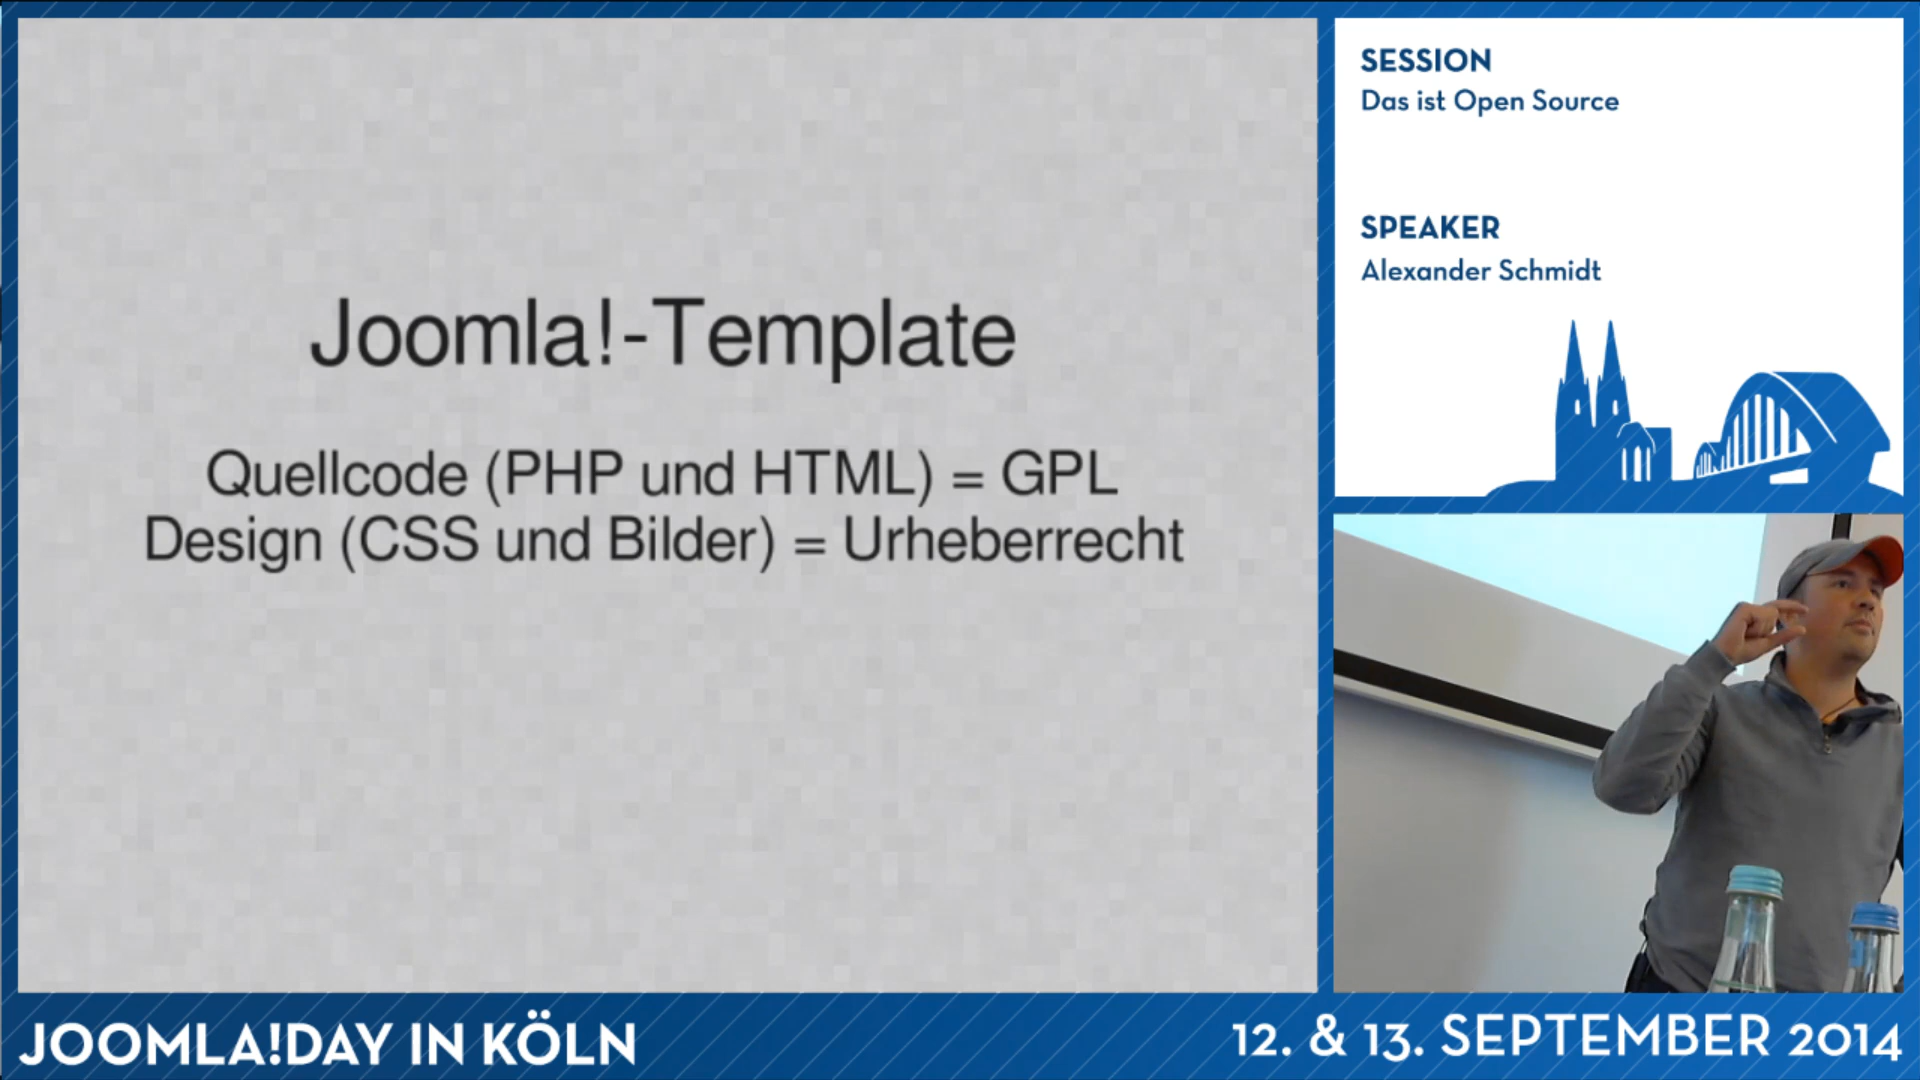 Joomla!-Template
Quellcode (PHP und HTML) = GPL
Design (CSS und Bilder) = Urheberrecht
SESSION
Das ist Open Source
SPEAKER
Alexander Schmidt
JOOMLA!DAY IN KÖLN
12. & 13. SEPTEMBER 2014